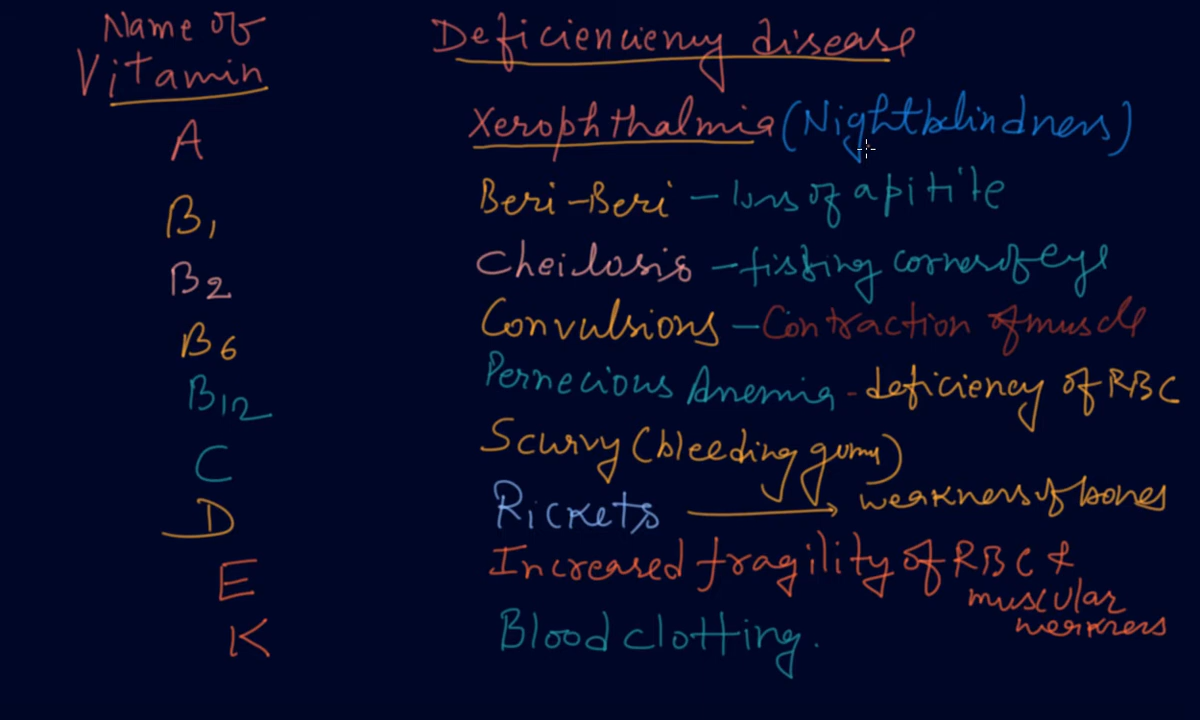 Name of Deficienciency disease
Vitamin
A Xerophthalmia (Nightblindness)
B1 Beri-Beri - loss of apitite
B2 Cheilosis - fisting corner of eye
B6 Convulsions - Contraction of muscle
B12 Pernecious Anemia - deficiency of RBC
C Scurvy (bleeding gums)
D Rickets → weakness of bones
E Increased fragility of RBC &
muscular
weakness
K Blood clotting.